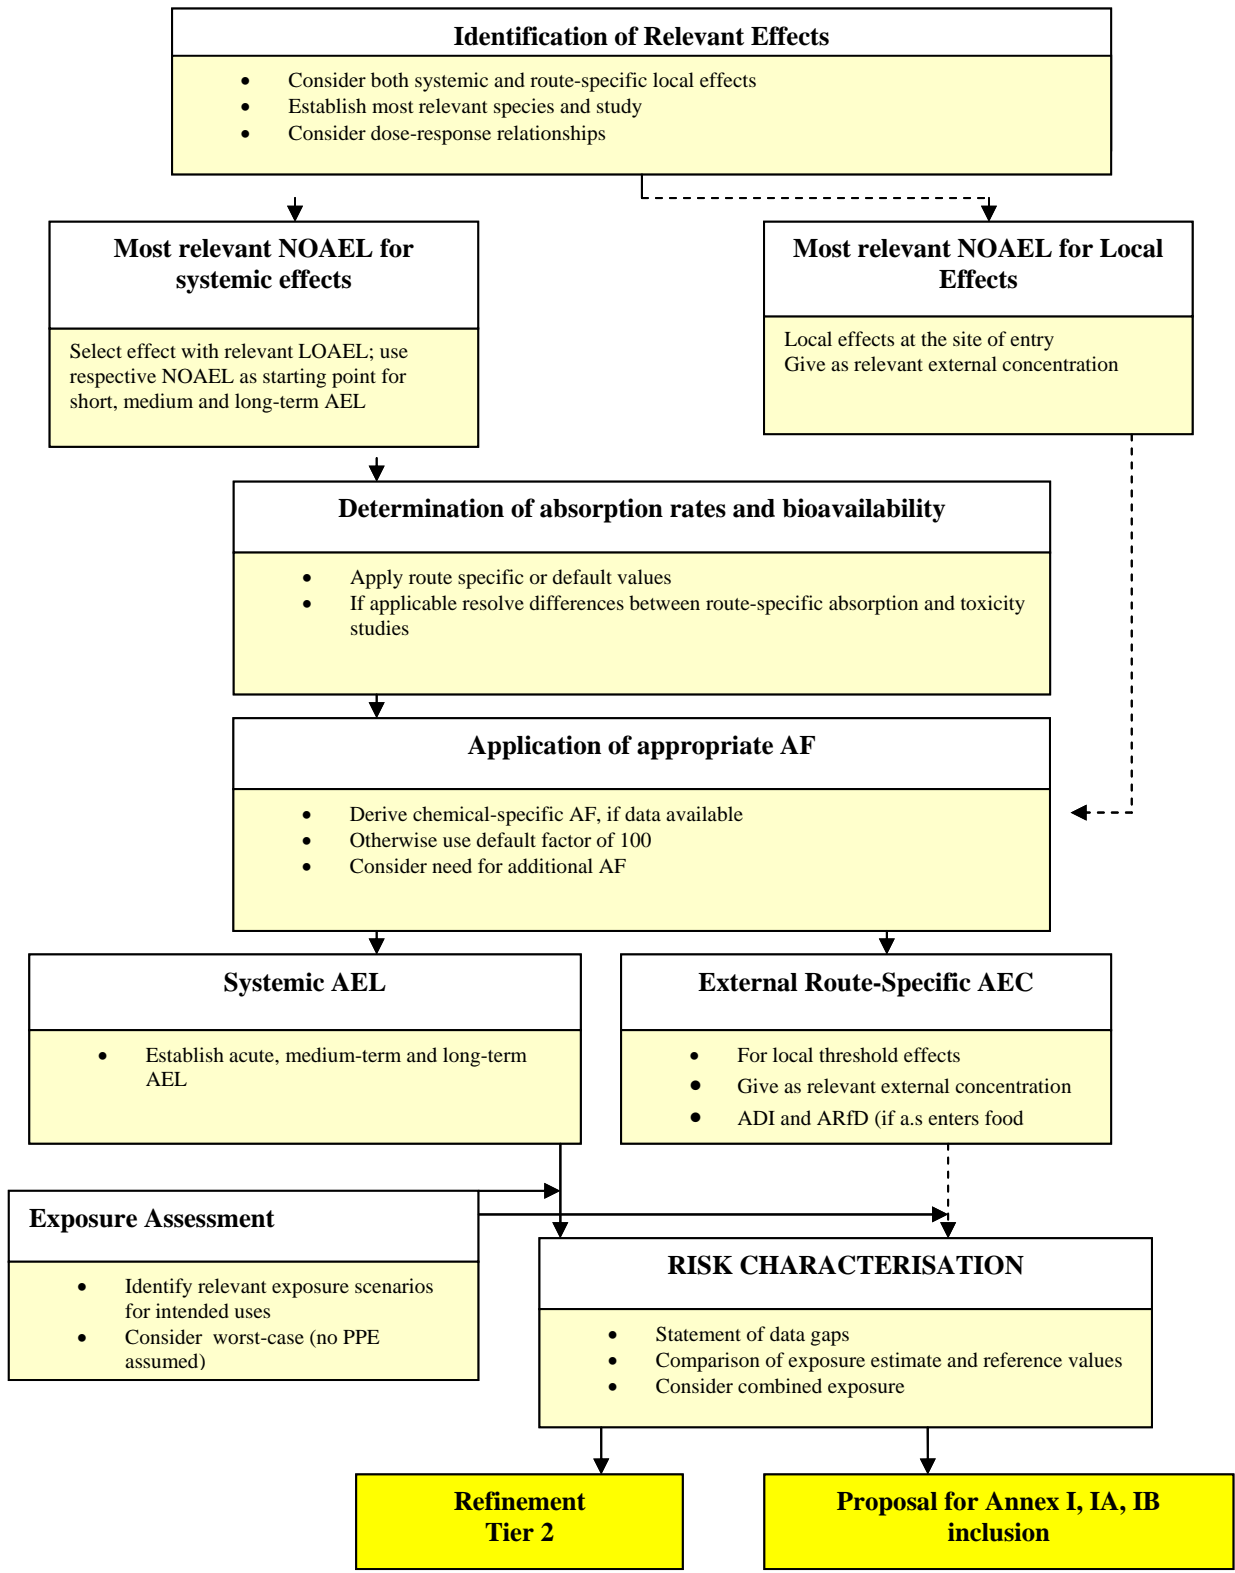 Identification of Relevant Effects
• Consider both systemic and route-specific local effects
• Establish most relevant species and study
• Consider dose-response relationships
Most relevant NOAEL for
systemic effects
Select effect with relevant LOAEL; use
respective NOAEL as starting point for
short, medium and long-term AEL
Most relevant NOAEL for Local
Effects
Local effects at the site of entry
Give as relevant external concentration
Determination of absorption rates and bioavailability
• Apply route specific or default values
• If applicable resolve differences between route-specific absorption and toxicity
studies
Application of appropriate AF
• Derive chemical-specific AF, if data available
• Otherwise use default factor of 100
• Consider need for additional AF
Systemic AEL
• Establish acute, medium-term and long-term
AEL
External Route-Specific AEC
• For local threshold effects
• Give as relevant external concentration
• ADI and ARfD (if a.s enters food
Exposure Assessment
• Identify relevant exposure scenarios
for intended uses
• Consider worst-case (no PPE
assumed)
RISK CHARACTERISATION
• Statement of data gaps
• Comparison of exposure estimate and reference values
• Consider combined exposure
Refinement
Tier 2
Proposal for Annex I, IA, IB
inclusion